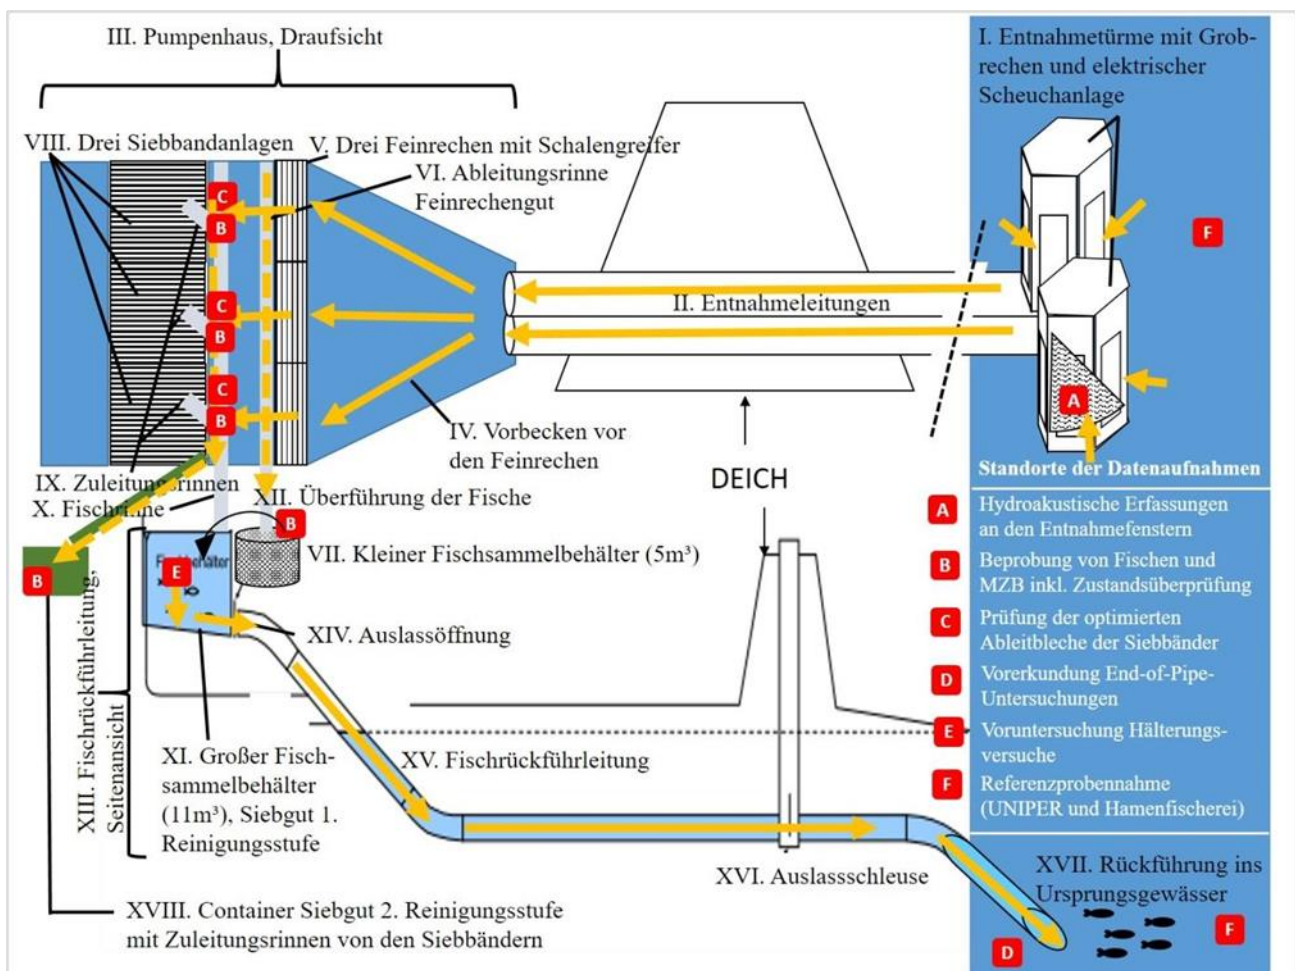 III. Pumpenhaus, Draufsicht
I. Entnahmetürme mit Grob-
rechen und elektrischer
Scheuchanlage
VIII. Drei Siebbandanlagen
V. Drei Feinrechen mit Schalengreifer
VI. Ableitungsrinne
Feinrechengut
C
B
C
B
C
B
F
II. Entnahmeleitungen
A
IV. Vorbecken vor
den Feinrechen
DEICH
IX. Zuleitungsrinnen
X. Fischrinne
XII. Überführung der Fische
B
VII. Kleiner Fischsammelbehälter (5m³)
B
E
XIII. Fischrückführleitung,
Seitenansicht
XIV. Auslassöffnung
XI. Großer Fisch-
sammelbehälter
(11m³), Siebgut 1.
Reinigungsstufe
XV. Fischrückführleitung
XVI. Auslassschleuse
XVIII. Container Siebgut 2. Reinigungsstufe
mit Zuleitungsrinnen von den Siebbändern
Standorte der Datenaufnahmen
A Hydroakustische Erfassungen
an den Entnahmefenstern
B Beprobung von Fischen und
MZB inkl. Zustandsüberprüfung
C Prüfung der optimierten
Ableitbleche der Siebbänder
D Vorerkundung End-of-Pipe-
Untersuchungen
E Voruntersuchung Hälterungs-
versuche
F Referenzprobennahme
(UNIPER und Hamenfischerei)
XVII. Rückführung ins
Ursprungsgewässer
D
F